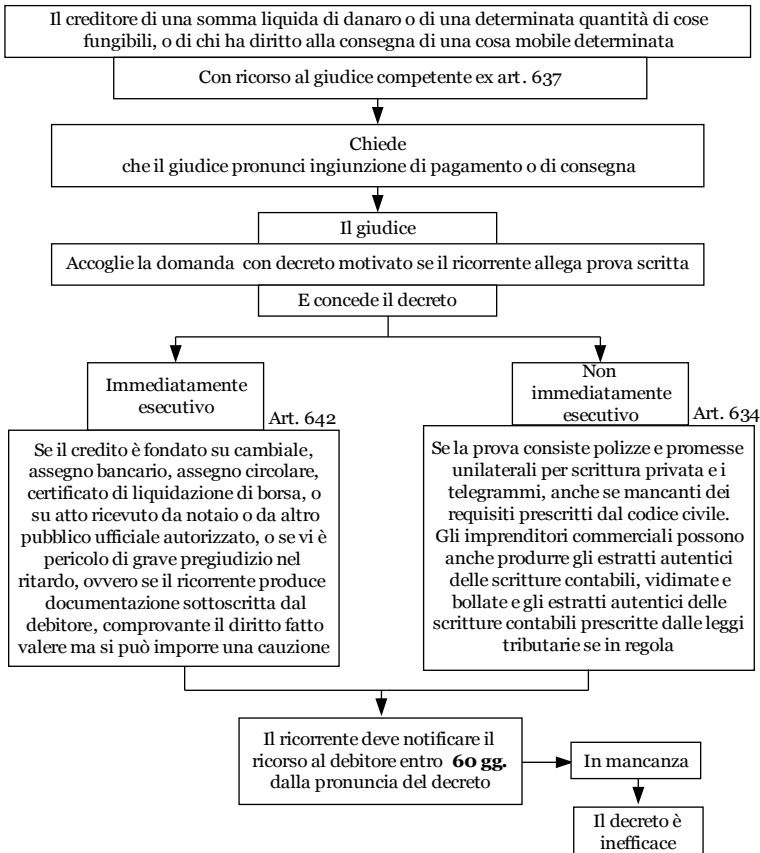 Il creditore di una somma liquida di danaro o di una determinata quantità di cose
fungibili, o di chi ha diritto alla consegna di una cosa mobile determinata
Con ricorso al giudice competente ex art. 637
Chiede
che il giudice pronunci ingiunzione di pagamento o di consegna
Il giudice
Accoglie la domanda con decreto motivato se il ricorrente allega prova scritta
E concede il decreto
Immediatamente
esecutivo
Art. 642
Se il credito è fondato su cambiale,
assegno bancario, assegno circolare,
certificato di liquidazione di borsa, o
su atto ricevuto da notaio o da altro
pubblico ufficiale autorizzato, o se vi è
pericolo di grave pregiudizio nel
ritardo, ovvero se il ricorrente produce
documentazione sottoscritta dal
debitore, comprovante il diritto fatto
valere ma si può imporre una cauzione
Non
immediatamente
esecutivo
Art. 634
Se la prova consiste polizze e promesse
unilaterali per scrittura privata e i
telegrammi, anche se mancanti dei
requisiti prescritti dal codice civile.
Gli imprenditori commerciali possono
anche produrre gli estratti autentici
delle scritture contabili, vidimate e
bollate e gli estratti autentici delle
scritture contabili prescritte dalle leggi
tributarie se in regola
Il ricorrente deve notificare il
ricorso al debitore entro 60 gg.
dalla pronuncia del decreto
In mancanza
Il decreto è
inefficace